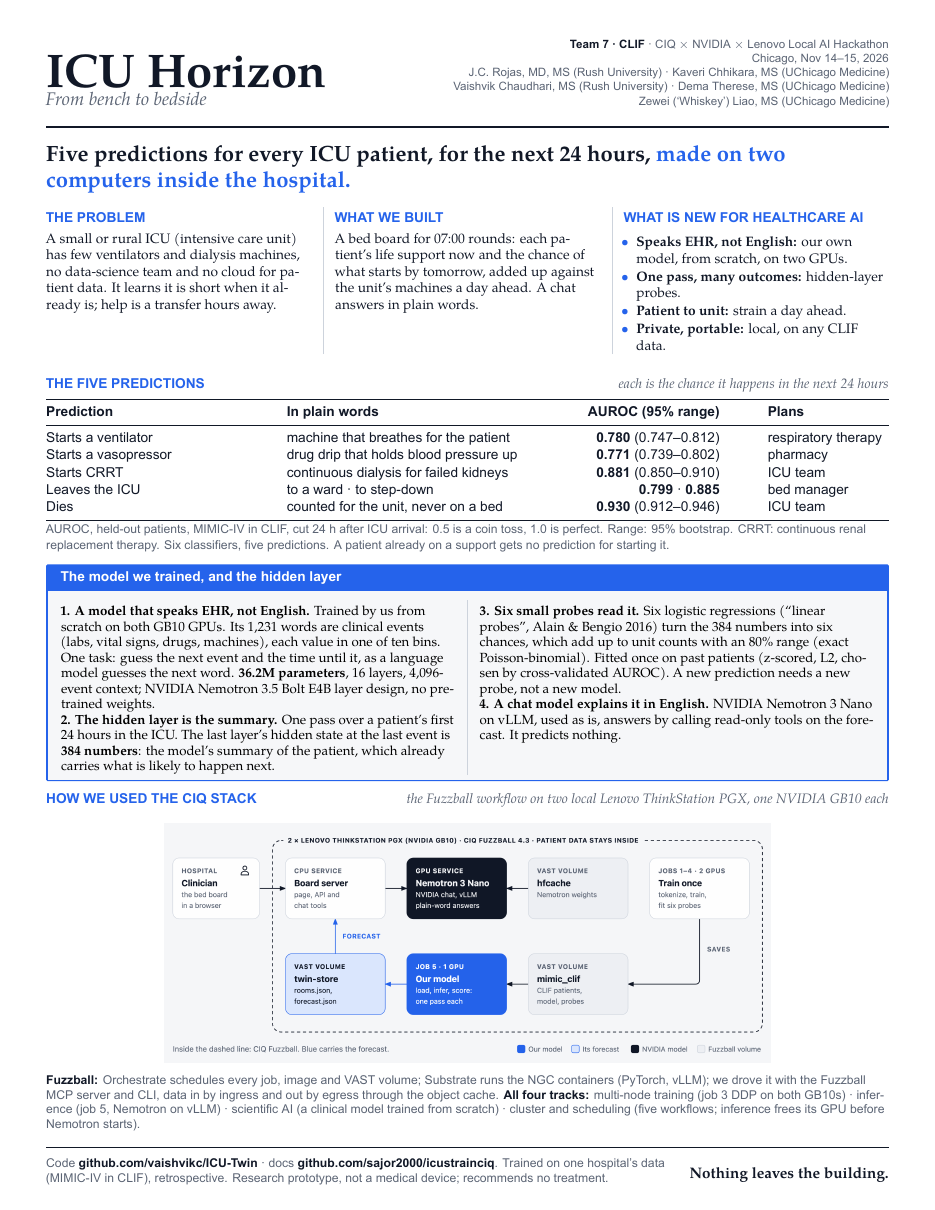 ICU Horizon
From bench to bedside
Team 7 · CLIF · CIQ × NVIDIA × Lenovo Local AI Hackathon
Chicago, Nov 14–15, 2026
J.C. Rojas, MD, MS (Rush University) · Kaveri Chhikara, MS (UChicago Medicine)
Vaishvik Chaudhari, MS (Rush University) · Dema Therese, MS (UChicago Medicine)
Zewei (‘Whiskey’) Liao, MS (UChicago Medicine)
Five predictions for every ICU patient, for the next 24 hours, made on two
computers inside the hospital.
THE PROBLEM
A small or rural ICU (intensive care unit)
has few ventilators and dialysis machines,
no data-science team and no cloud for pa-
tient data. It learns it is short when it al-
ready is; help is a transfer hours away.
WHAT WE BUILT
A bed board for 07:00 rounds: each pa-
tient’s life support now and the chance of
what starts by tomorrow, added up against
the unit’s machines a day ahead. A chat
answers in plain words.
WHAT IS NEW FOR HEALTHCARE AI
• Speaks EHR, not English: our own
model, from scratch, on two GPUs.
• One pass, many outcomes: hidden-layer
probes.
• Patient to unit: strain a day ahead.
• Private, portable: local, on any CLIF
data.
THE FIVE PREDICTIONS
each is the chance it happens in the next 24 hours
Prediction In plain words AUROC (95% range) Plans
Starts a ventilator machine that breathes for the patient 0.780 (0.747–0.812) respiratory therapy
Starts a vasopressor drug drip that holds blood pressure up 0.771 (0.739–0.802) pharmacy
Starts CRRT continuous dialysis for failed kidneys 0.881 (0.850–0.910) ICU team
Leaves the ICU to a ward · to step-down 0.799 · 0.885 bed manager
Dies counted for the unit, never on a bed 0.930 (0.912–0.946) ICU team
AUROC, held-out patients, MIMIC-IV in CLIF, cut 24 h after ICU arrival: 0.5 is a coin toss, 1.0 is perfect. Range: 95% bootstrap. CRRT: continuous renal
replacement therapy. Six classifiers, five predictions. A patient already on a support gets no prediction for starting it.
The model we trained, and the hidden layer
1. A model that speaks EHR, not English. Trained by us from
scratch on both GB10 GPUs. Its 1,231 words are clinical events
(labs, vital signs, drugs, machines), each value in one of ten bins.
One task: guess the next event and the time until it, as a language
model guesses the next word. 36.2M parameters, 16 layers, 4,096-
event context; NVIDIA Nemotron 3.5 Bolt E4B layer design, no pre-
trained weights.
2. The hidden layer is the summary. One pass over a patient’s first
24 hours in the ICU. The last layer’s hidden state at the last event is
384 numbers: the model’s summary of the patient, which already
carries what is likely to happen next.
3. Six small probes read it. Six logistic regressions (“linear
probes”, Alain & Bengio 2016) turn the 384 numbers into six
chances, which add up to unit counts with an 80% range (exact
Poisson-binomial). Fitted once on past patients (z-scored, L2, cho-
sen by cross-validated AUROC). A new prediction needs a new
probe, not a new model.
4. A chat model explains it in English. NVIDIA Nemotron 3 Nano
on vLLM, used as is, answers by calling read-only tools on the fore-
cast. It predicts nothing.
HOW WE USED THE CIQ STACK
the Fuzzball workflow on two local Lenovo ThinkStation PGX, one NVIDIA GB10 each
2 × LENOVO THINKSTATION PGX (NVIDIA GB10) · CIQ FUZZBALL 4.3 · PATIENT DATA STAYS INSIDE
HOSPITAL
Clinician
the bed board
in a browser
CPU SERVICE
Board server
page, API and
chat tools
GPU SERVICE
Nemotron 3 Nano
NVIDIA chat, vLLM
plain-word answers
VAST VOLUME
hfcache
Nemotron weights
JOBS 1–4 · 2 GPUS
Train once
tokenize, train,
fit six probes
FORECAST
SAVES
VAST VOLUME
twin-store
rooms.json,
forecast.json
JOB 5 · 1 GPU
Our model
load, infer, score:
one pass each
VAST VOLUME
mimic_clif
CLIF patients,
model, probes
Inside the dashed line: CIQ Fuzzball. Blue carries the forecast.
Our model Its forecast NVIDIA model Fuzzball volume
Fuzzball: Orchestrate schedules every job, image and VAST volume; Substrate runs the NGC containers (PyTorch, vLLM); we drove it with the Fuzzball
MCP server and CLI, data in by ingress and out by egress through the object cache. All four tracks: multi-node training (job 3 DDP on both GB10s) · infer-
ence (job 5, Nemotron on vLLM) · scientific AI (a clinical model trained from scratch) · cluster and scheduling (five workflows; inference frees its GPU before
Nemotron starts).
Code github.com/vaishvikc/ICU-Twin · docs github.com/sajor2000/icustrainciq. Trained on one hospital’s data
(MIMIC-IV in CLIF), retrospective. Research prototype, not a medical device; recommends no treatment.
Nothing leaves the building.